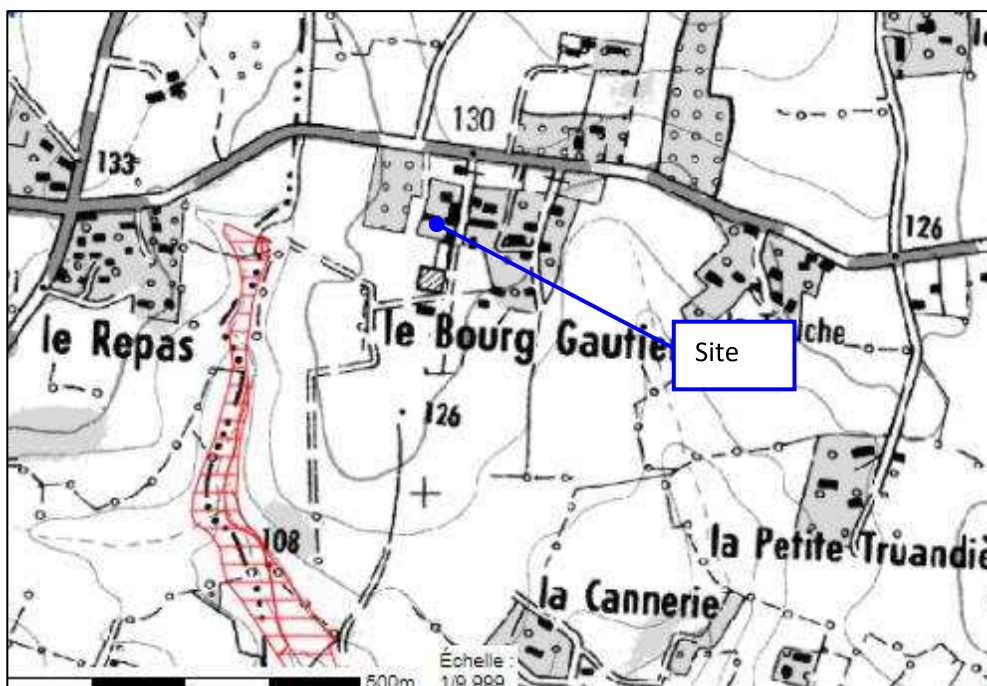 130
133
126
le Repas
le Bourg Gautie
Site
uche
126
108
la Petite Truandiè
la Cannerie
Échelle :
500m
1/9 999